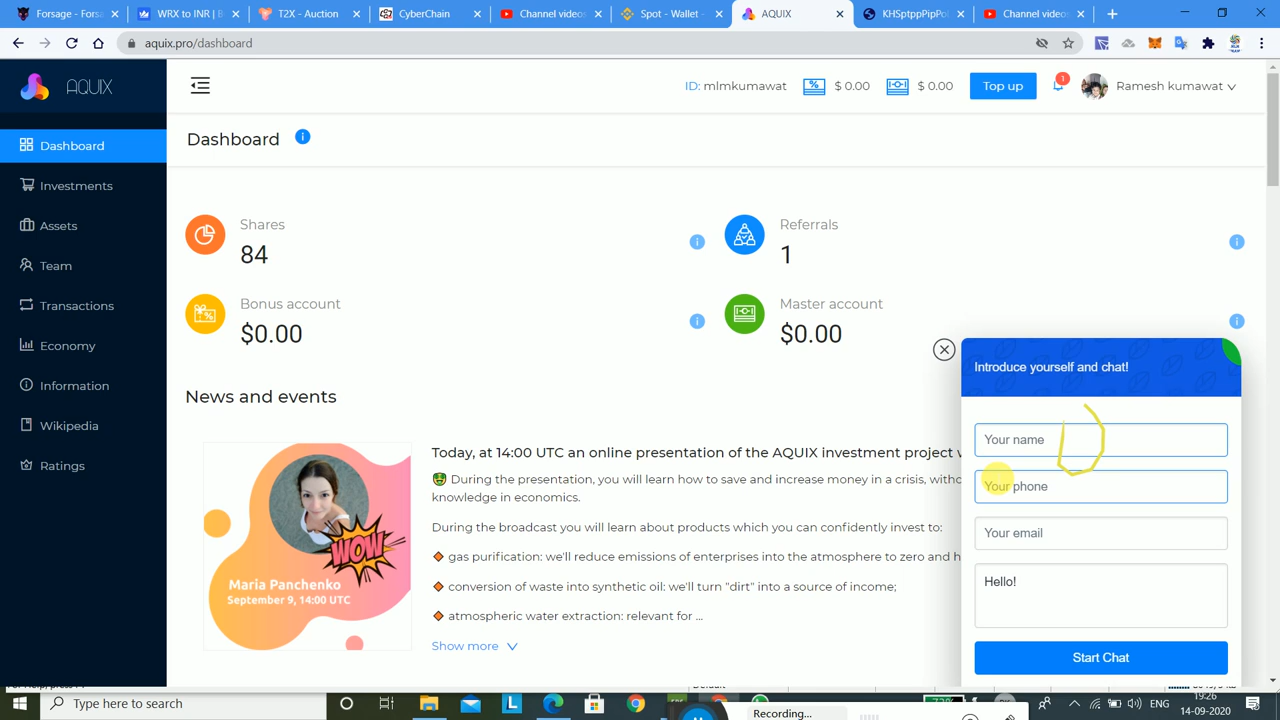 Forsage - Forsa
WRX to INR | B
T2X - Auction
CyberChain
Channel videos
Spot - Wallet -
AQUIX
KHSptppPipPol
Channel videos
aquix.pro/dashboard
AQUIX
ID: mlmkumawat
$ 0.00
$ 0.00
Top up
1
Ramesh kumawat
Dashboard
Investments
Assets
Team
Transactions
Economy
Information
Wikipedia
Ratings
Dashboard
Shares
84
Referrals
1
Bonus account
$0.00
Master account
$0.00
News and events
WOW
Maria Panchenko
September 9, 14:00 UTC
Today, at 14:00 UTC an online presentation of the AQUIX investment project
During the presentation, you will learn how to save and increase money in a crisis,
knowledge in economics.
During the broadcast you will learn about products which you can confidently invest to:
gas purification: we'll reduce emissions of enterprises into the atmosphere to zero and
conversion of waste into synthetic oil: we'll turn "dirt" into a source of income;
atmospheric water extraction: relevant for ...
Show more
Introduce yourself and chat!
Your name
Your phone
Your email
Hello!
Start Chat
Type here to search
Recording...
ENG
19:26
14-09-2020